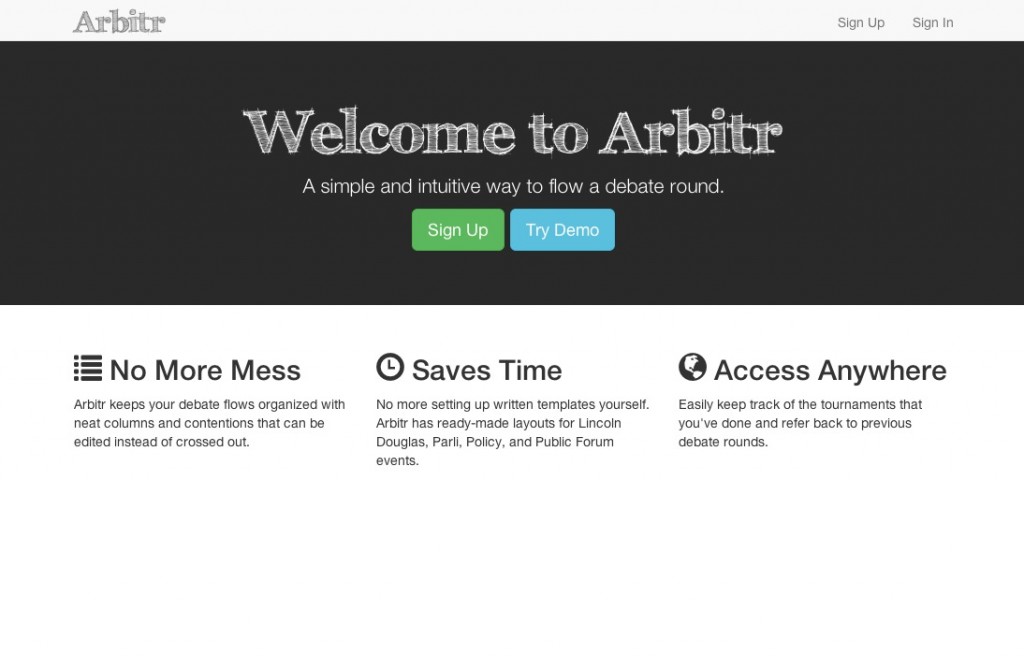 Arbitr
Sign Up
Sign In
Welcome to Arbitr
A simple and intuitive way to flow a debate round.
Sign Up
Try Demo
No More Mess
Arbitr keeps your debate flows organized with
neat columns and contentions that can be
edited instead of crossed out.
Saves Time
No more setting up written templates yourself.
Arbitr has ready-made layouts for Lincoln
Douglas, Parli, Policy, and Public Forum
events.
Access Anywhere
Easily keep track of the tournaments that
you've done and refer back to previous
debate rounds.